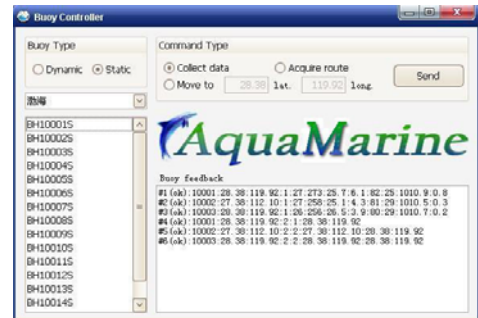 Buoy Controller
Buoy Type
Dynamic
Static
渤海
BH10001S
BH10002S
BH10003S
BH10004S
BH10005S
BH10006S
BH10007S
BH10008S
BH10009S
BH10010S
BH10011S
BH10012S
BH10013S
BH10014S
Command Type
Collect data
Acquire route
Move to
28.38
lat.
119.92
long.
Send
AquaMarine
Buoy feedback
#1(ok):10001:28.38:119.92:1:27:273:25.7:6.1:82:25:1010.9:0.8
#2(ok):10002:27.38:112.10:1:27:258:25.1:4.3:81:29:1010.5:0.3
#3(ok):10003:28.38:119.92:1:26:256:26.5:3.9:80:29:1010.7:0.2
#4(ok):10001:28.38:119.92:2:1:28.38:119.92
#5(ok):10002:27.38:112.10:2:2:27.38:112.10:28.38:119.92
#6(ok):10003:28.38:119.92:2:2:28.38:119.92:28.38:119.92